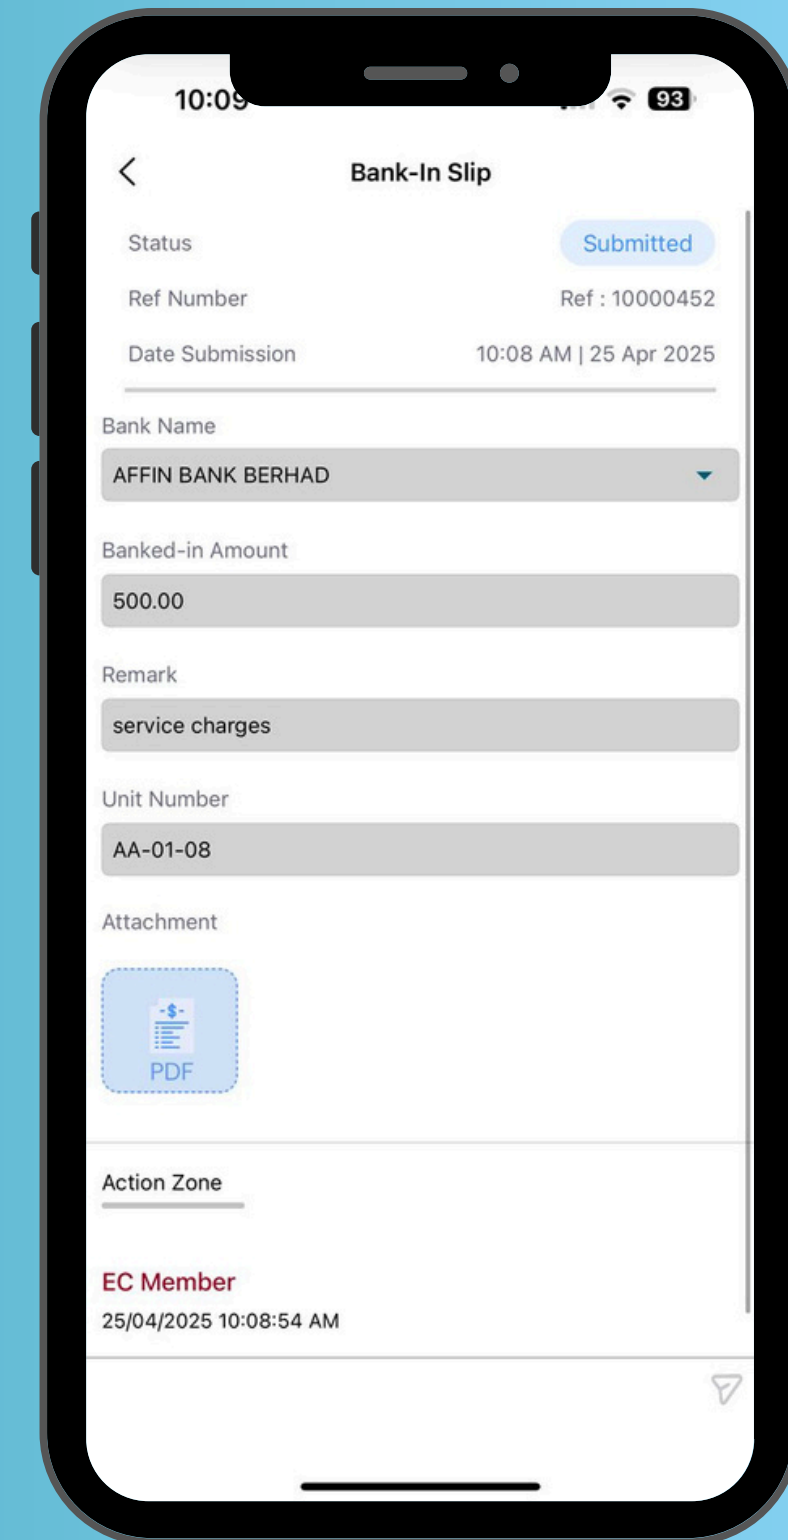 10:09
93
Bank-In Slip
Status Submitted
Ref Number Ref : 10000452
Date Submission 10:08 AM | 25 Apr 2025
Bank Name
AFFIN BANK BERHAD
Banked-in Amount
500.00
Remark
service charges
Unit Number
AA-01-08
Attachment
-$-
PDF
Action Zone
EC Member
25/04/2025 10:08:54 AM